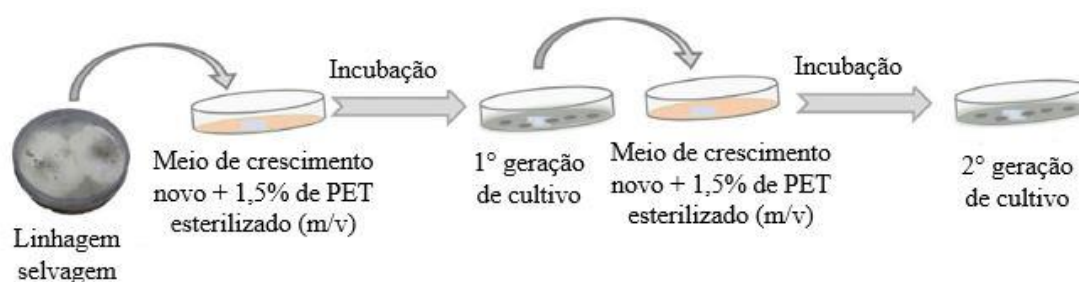 Linhagem
selvagem
Meio de crescimento
novo + 1,5% de PET
esterilizado (m/v)
Incubação
1° geração
de cultivo
Meio de crescimento
novo + 1,5% de PET
esterilizado (m/v)
Incubação
2° geração
de cultivo